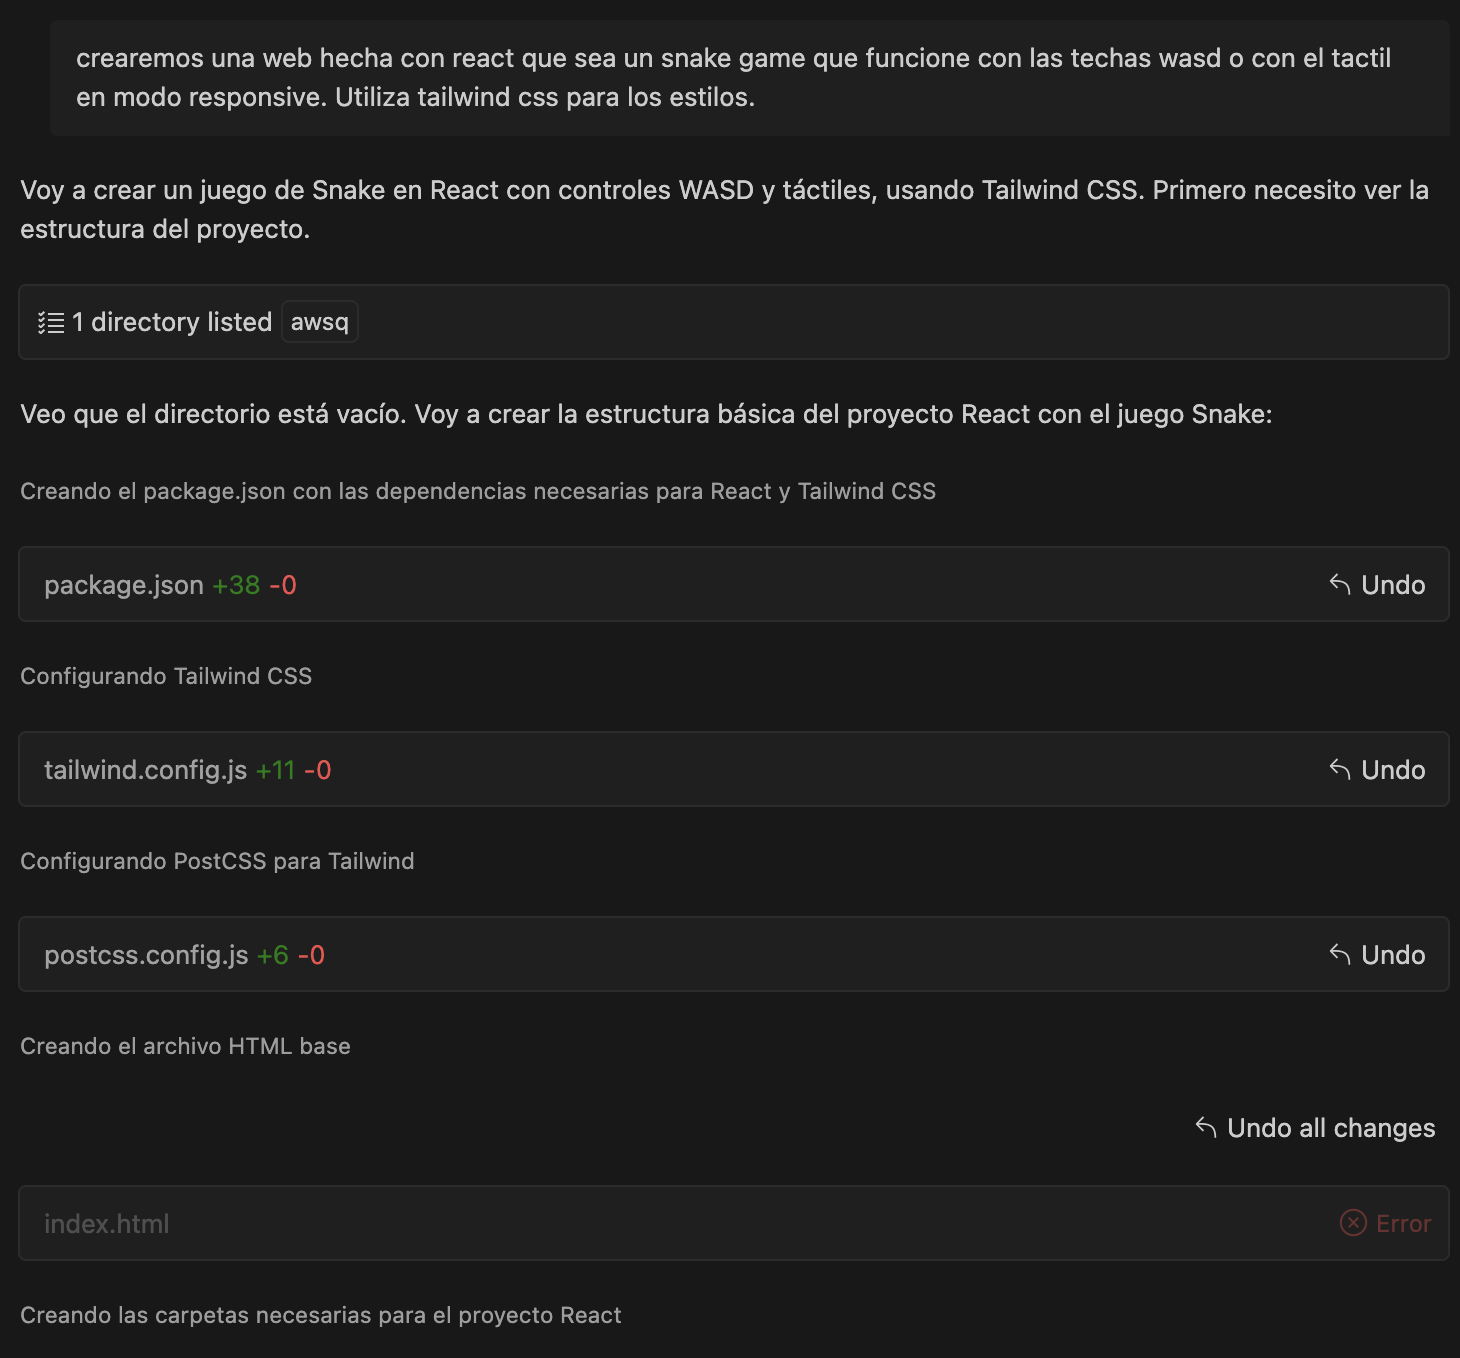 crearemos una web hecha con react que sea un snake game que funcione con las techas wasd o con el tactil
en modo responsive. Utiliza tailwind css para los estilos.
Voy a crear un juego de Snake en React con controles WASD y táctiles, usando Tailwind CSS. Primero necesito ver la
estructura del proyecto.
1 directory listed awsq
Veo que el directorio está vacío. Voy a crear la estructura básica del proyecto React con el juego Snake:
Creando el package.json con las dependencias necesarias para React y Tailwind CSS
package.json +38 -0 Undo
Configurando Tailwind CSS
tailwind.config.js +11 -0 Undo
Configurando PostCSS para Tailwind
postcss.config.js +6 -0 Undo
Creando el archivo HTML base
Undo all changes
index.html Error
Creando las carpetas necesarias para el proyecto React